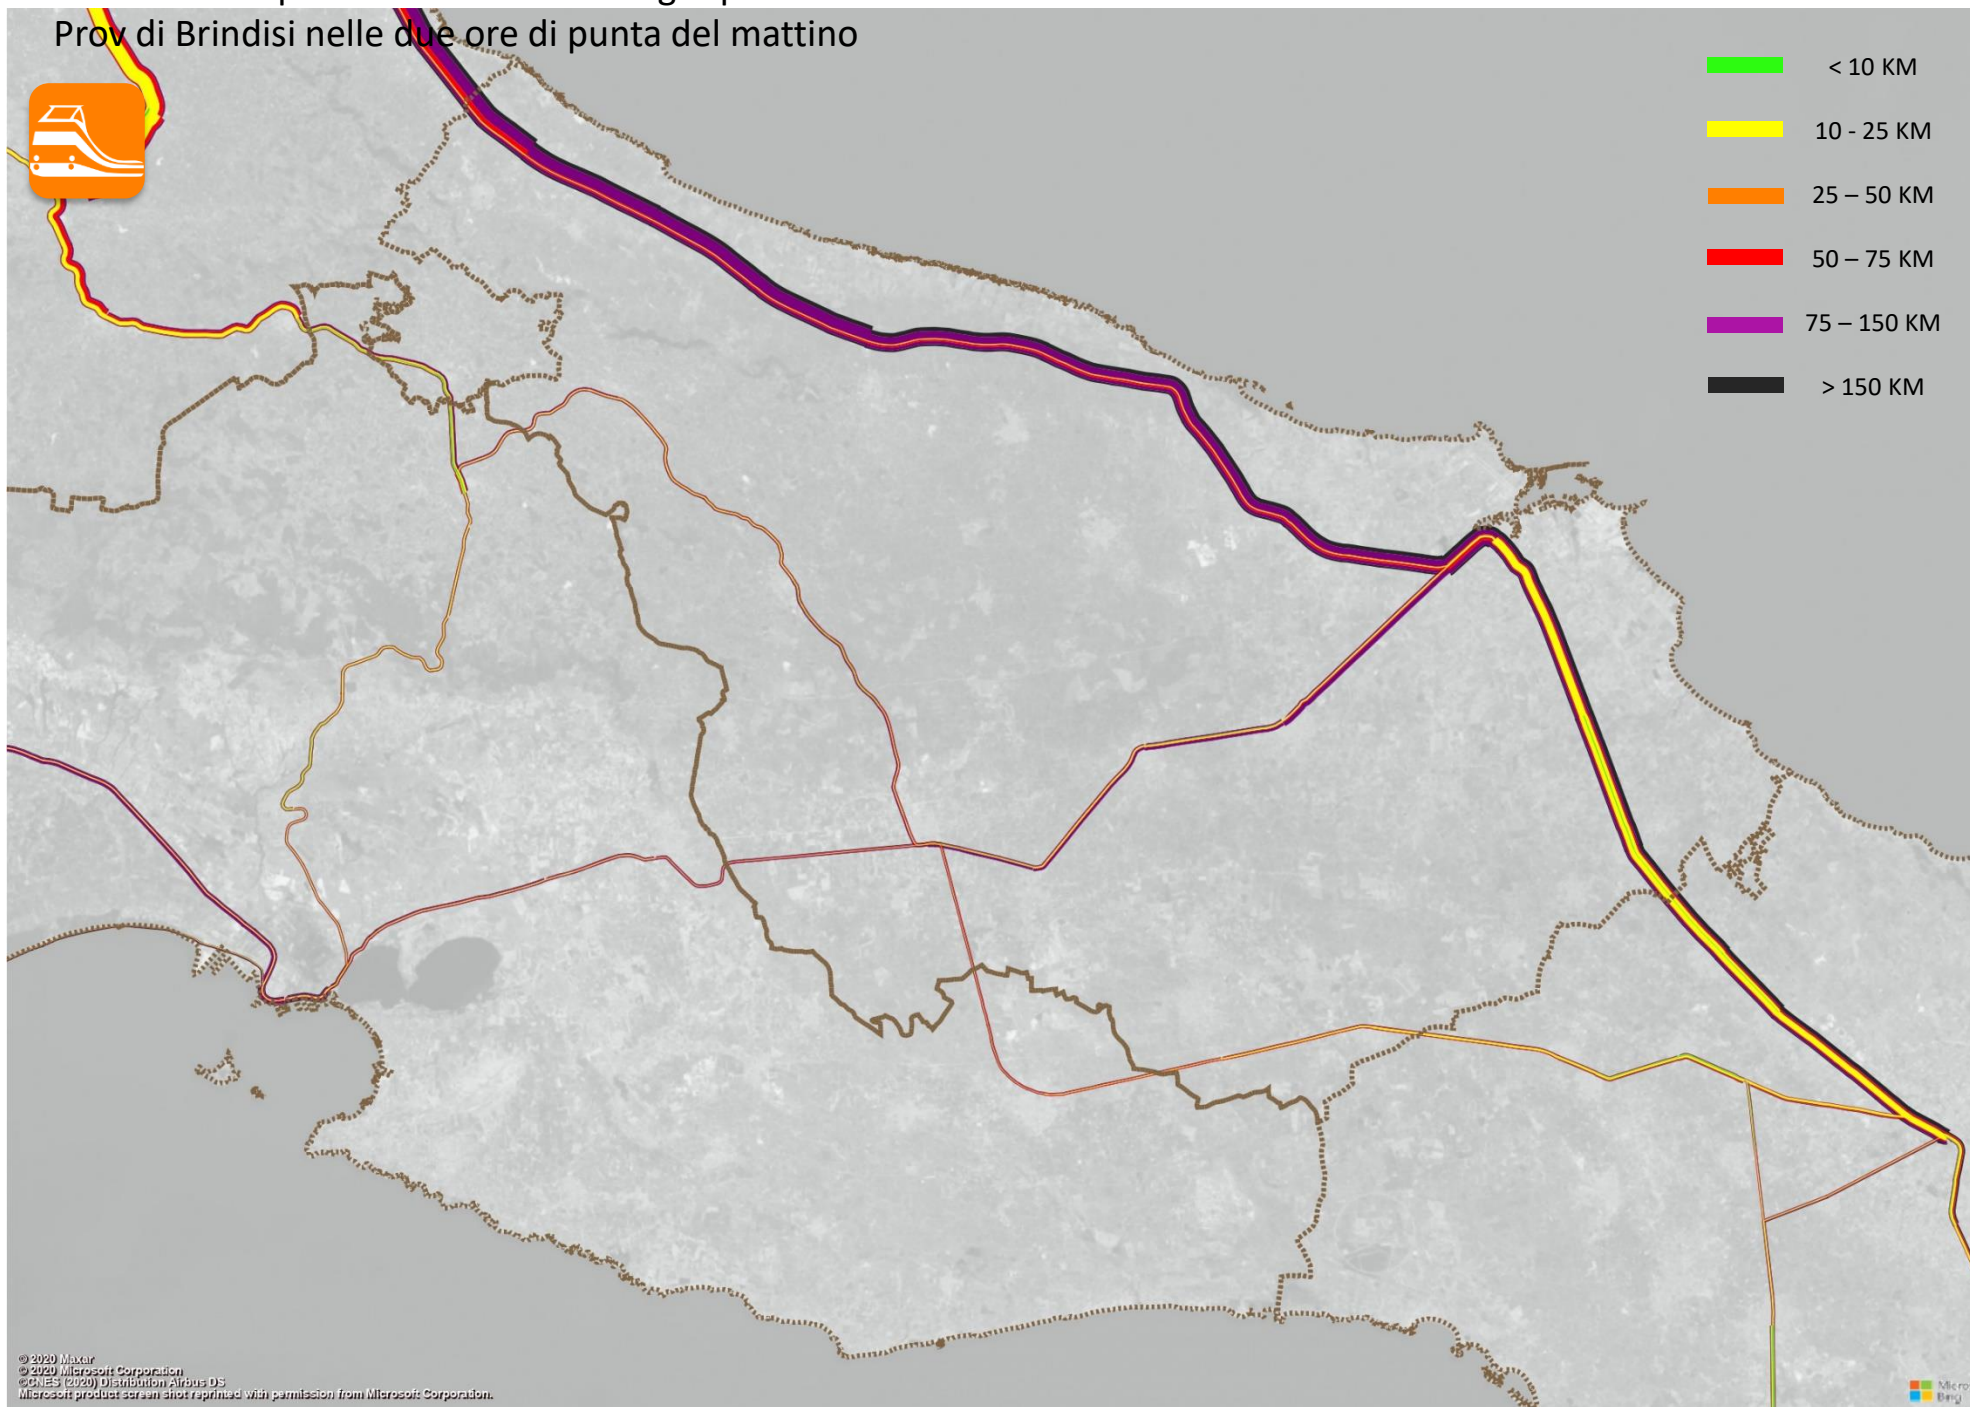 Prov di Brindisi nelle due ore di punta del mattino
< 10 KM
10 - 25 KM
25 – 50 KM
50 – 75 KM
75 – 150 KM
> 150 KM
© 2020 Maxar
© 2020 Microsoft Corporation
©CNES (2020) Distribution Airbus DS
Microsoft product screen shot reprinted with permission from Microsoft Corporation.
Micro
Bing